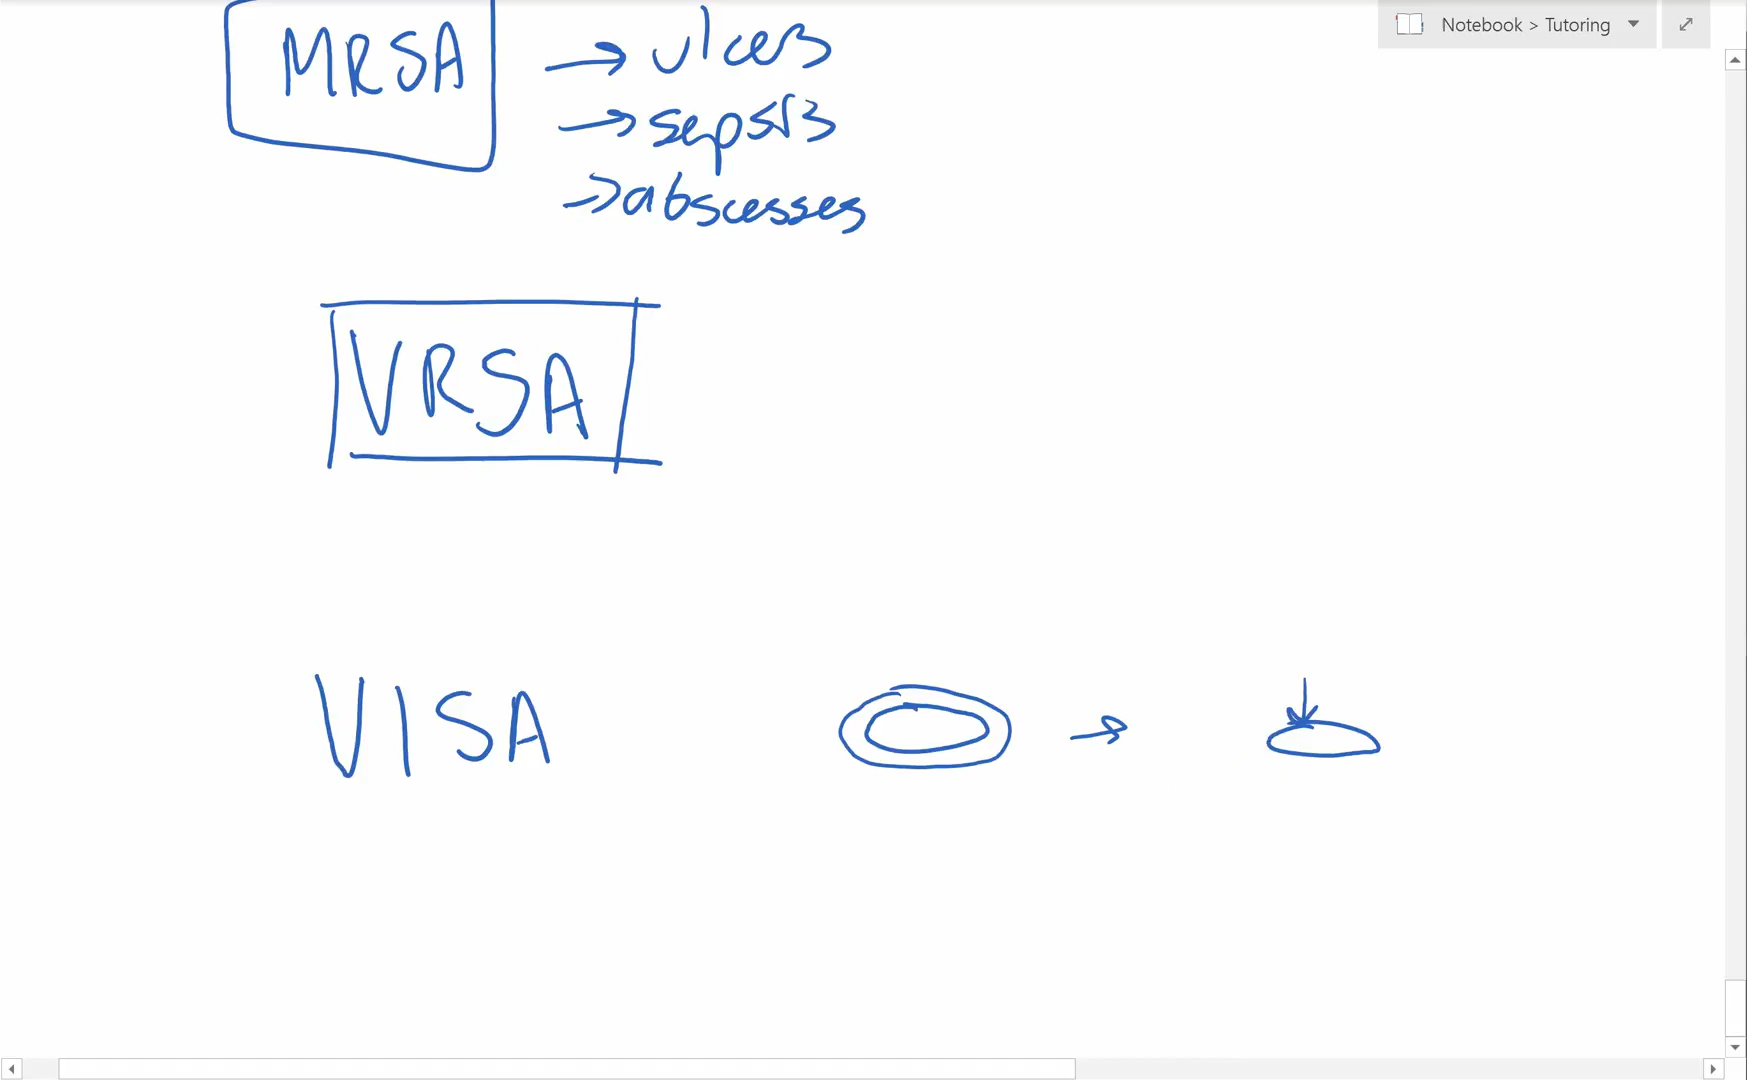 Notebook > Tutoring
MRSA
→ ulcers
→ sepsis
→ abscesses
VRSA
VISA